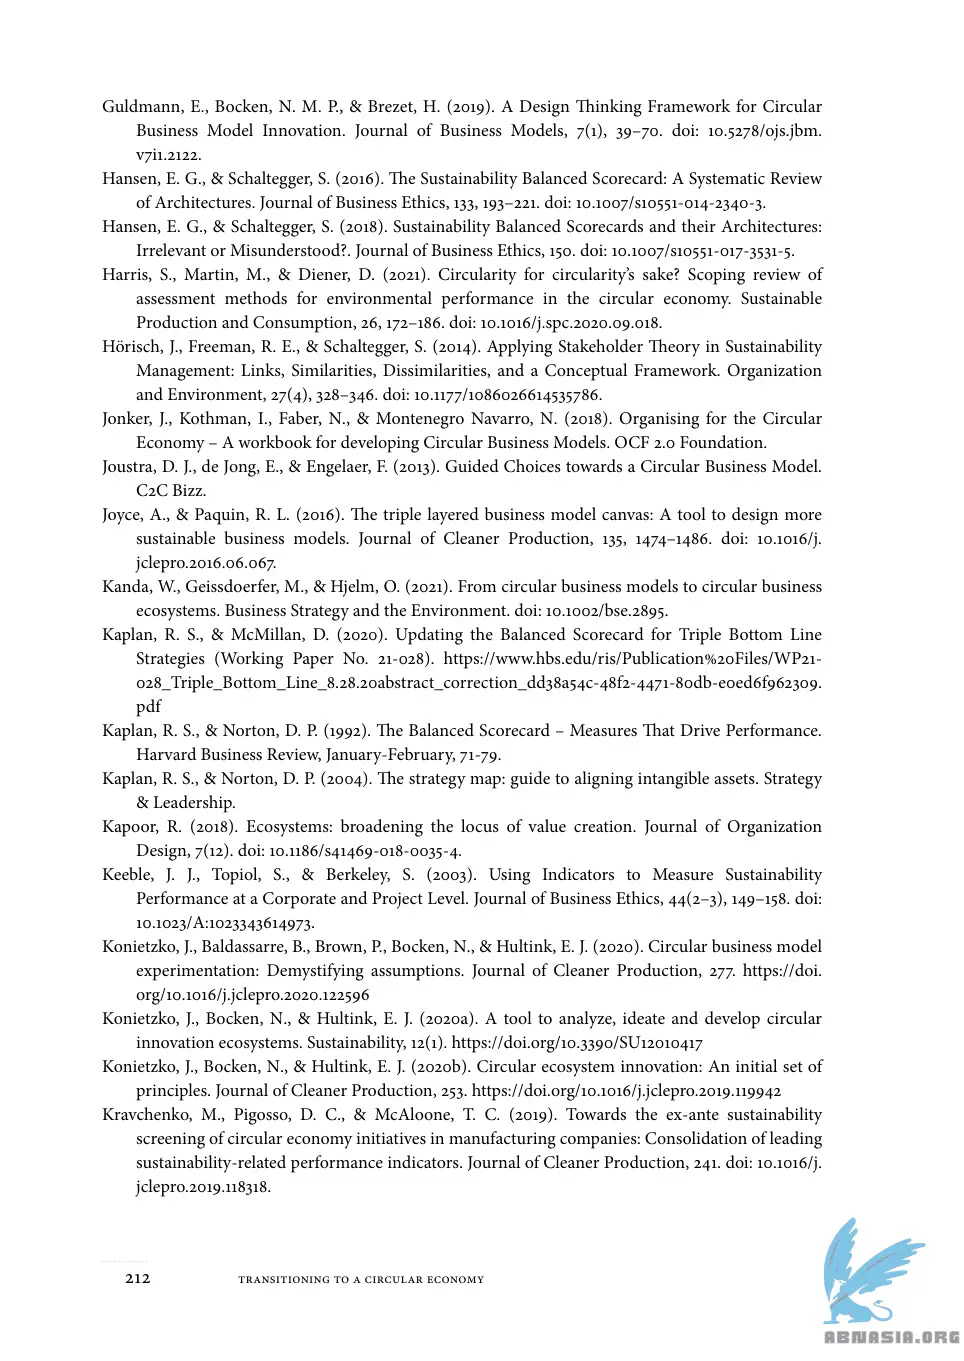 Guldmann, E., Bocken, N. M. P., & Brezet, H. (2019). A Design Thinking Framework for Circular
Business Model Innovation. Journal of Business Models, 7(1), 39–70. doi: 10.5278/ojs.jbm.
v7i1.2122.
Hansen, E. G., & Schaltegger, S. (2016). The Sustainability Balanced Scorecard: A Systematic Review
of Architectures. Journal of Business Ethics, 133, 193–221. doi: 10.1007/s10551-014-2340-3.
Hansen, E. G., & Schaltegger, S. (2018). Sustainability Balanced Scorecards and their Architectures:
Irrelevant or Misunderstood?. Journal of Business Ethics, 150. doi: 10.1007/s10551-017-3531-5.
Harris, S., Martin, M., & Diener, D. (2021). Circularity for circularity’s sake? Scoping review of
assessment methods for environmental performance in the circular economy. Sustainable
Production and Consumption, 26, 172–186. doi: 10.1016/j.spc.2020.09.018.
Hörisch, J., Freeman, R. E., & Schaltegger, S. (2014). Applying Stakeholder Theory in Sustainability
Management: Links, Similarities, Dissimilarities, and a Conceptual Framework. Organization
and Environment, 27(4), 328–346. doi: 10.1177/1086026614535786.
Jonker, J., Kothman, I., Faber, N., & Montenegro Navarro, N. (2018). Organising for the Circular
Economy – A workbook for developing Circular Business Models. OCF 2.0 Foundation.
Joustra, D. J., de Jong, E., & Engelaer, F. (2013). Guided Choices towards a Circular Business Model.
C2C Bizz.
Joyce, A., & Paquin, R. L. (2016). The triple layered business model canvas: A tool to design more
sustainable business models. Journal of Cleaner Production, 135, 1474–1486. doi: 10.1016/j.
jclepro.2016.06.067.
Kanda, W., Geissdoerfer, M., & Hjelm, O. (2021). From circular business models to circular business
ecosystems. Business Strategy and the Environment. doi: 10.1002/bse.2895.
Kaplan, R. S., & McMillan, D. (2020). Updating the Balanced Scorecard for Triple Bottom Line
Strategies (Working Paper No. 21-028). https://www.hbs.edu/ris/Publication%20Files/WP21-
028_Triple_Bottom_Line_8.28.20abstract_correction_dd38a54c-48f2-4471-80db-e0ed6f962309.
pdf
Kaplan, R. S., & Norton, D. P. (1992). The Balanced Scorecard – Measures That Drive Performance.
Harvard Business Review, January-February, 71-79.
Kaplan, R. S., & Norton, D. P. (2004). The strategy map: guide to aligning intangible assets. Strategy
& Leadership.
Kapoor, R. (2018). Ecosystems: broadening the locus of value creation. Journal of Organization
Design, 7(12). doi: 10.1186/s41469-018-0035-4.
Keeble, J. J., Topiol, S., & Berkeley, S. (2003). Using Indicators to Measure Sustainability
Performance at a Corporate and Project Level. Journal of Business Ethics, 44(2–3), 149–158. doi:
10.1023/A:1023343614973.
Konietzko, J., Baldassarre, B., Brown, P., Bocken, N., & Hultink, E. J. (2020). Circular business model
experimentation: Demystifying assumptions. Journal of Cleaner Production, 277. https://doi.
org/10.1016/j.jclepro.2020.122596
Konietzko, J., Bocken, N., & Hultink, E. J. (2020a). A tool to analyze, ideate and develop circular
innovation ecosystems. Sustainability, 12(1). https://doi.org/10.3390/SU12010417
Konietzko, J., Bocken, N., & Hultink, E. J. (2020b). Circular ecosystem innovation: An initial set of
principles. Journal of Cleaner Production, 253. https://doi.org/10.1016/j.jclepro.2019.119942
Kravchenko, M., Pigosso, D. C., & McAloone, T. C. (2019). Towards the ex-ante sustainability
screening of circular economy initiatives in manufacturing companies: Consolidation of leading
sustainability-related performance indicators. Journal of Cleaner Production, 241. doi: 10.1016/j.
jclepro.2019.118318.
212 TRANSITIONING TO A CIRCULAR ECONOMY
ABNASIA.ORG